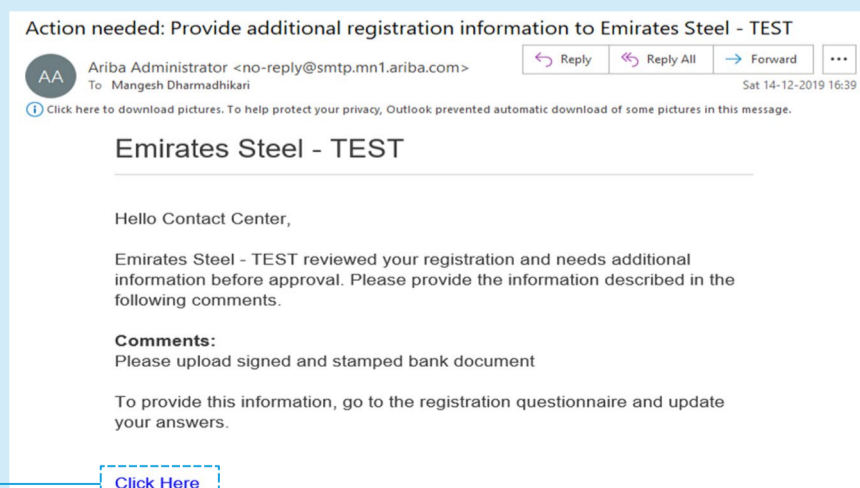 Action needed: Provide additional registration information to Emirates Steel - TEST
AA
Ariba Administrator <no-reply@smtp.mn1.ariba.com>
To Mangesh Dharmadhikari
Reply
Reply All
Forward
...
Sat 14-12-2019 16:39
Click here to download pictures. To help protect your privacy, Outlook prevented automatic download of some pictures in this message.
Emirates Steel - TEST
Hello Contact Center,
Emirates Steel - TEST reviewed your registration and needs additional
information before approval. Please provide the information described in the
following comments.
Comments:
Please upload signed and stamped bank document
To provide this information, go to the registration questionnaire and update
your answers.
Click Here